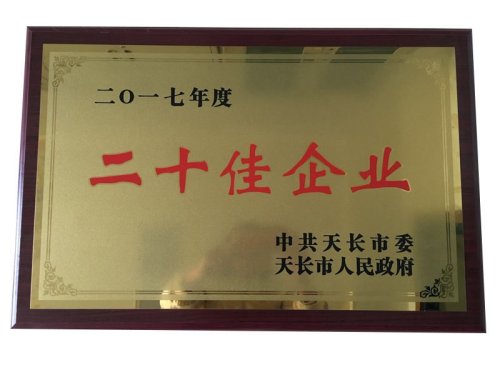 二〇一七年度
二十佳企业
中共天长市委
天长市人民政府